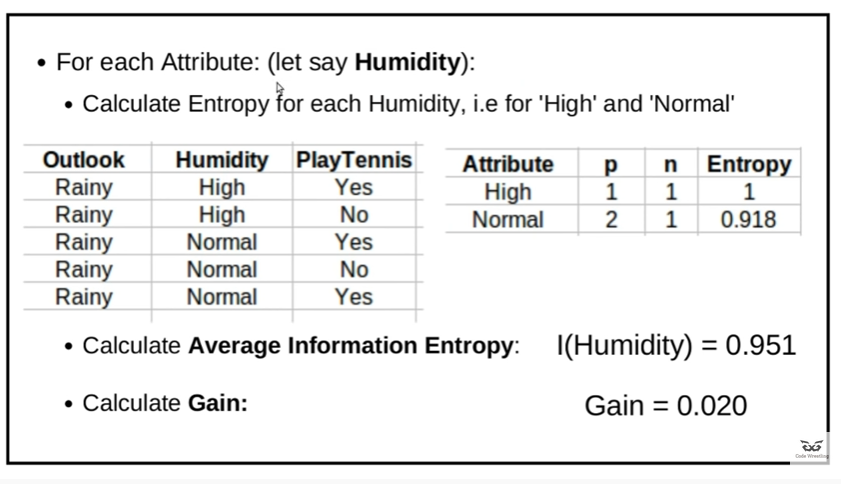 • For each Attribute: (let say Humidity):
• Calculate Entropy for each Humidity, i.e for 'High' and 'Normal'
Outlook Humidity PlayTennis
Rainy High Yes
Rainy High No
Rainy Normal Yes
Rainy Normal No
Rainy Normal Yes
Attribute p n Entropy
High 1 1 1
Normal 2 1 0.918
• Calculate Average Information Entropy: I(Humidity) = 0.951
• Calculate Gain: Gain = 0.020
Code Wrestling